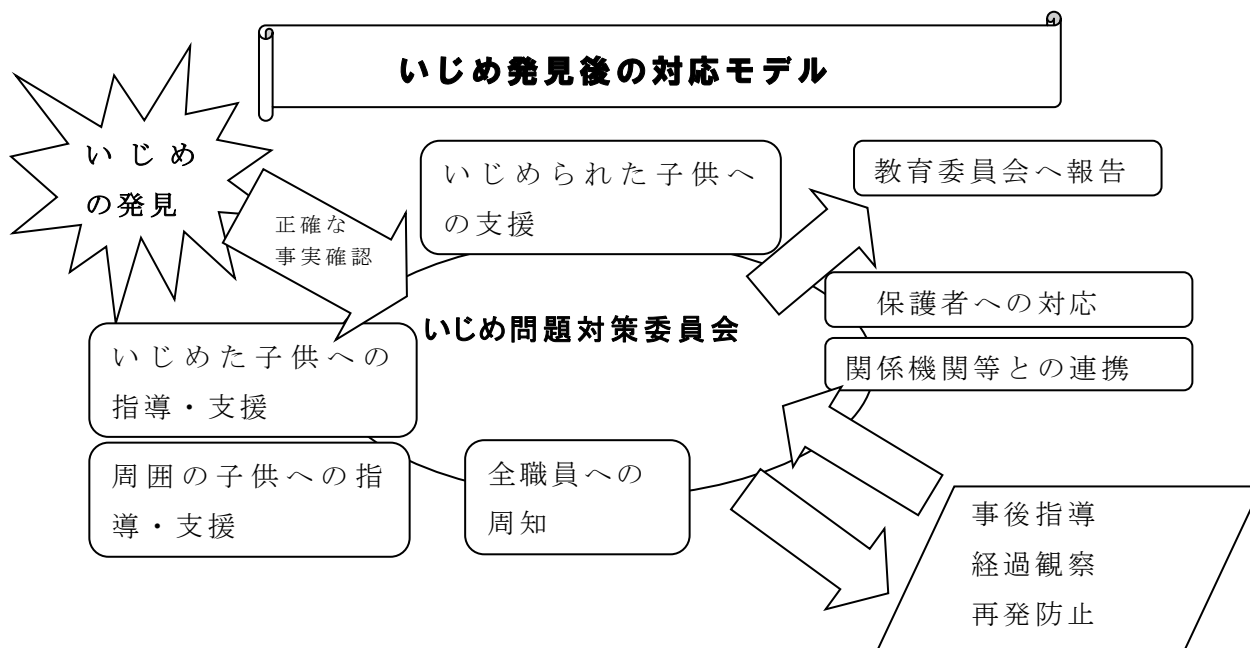 いじめ発見後の対応モデル
いじめ
の発見
正確な
事実確認
いじめられた子供へ
の支援
教育委員会へ報告
保護者への対応
いじめ問題対策委員会
関係機関等との連携
いじめた子供への
指導・支援
周囲の子供への指
導・支援
全職員への
周知
事後指導
経過観察
再発防止